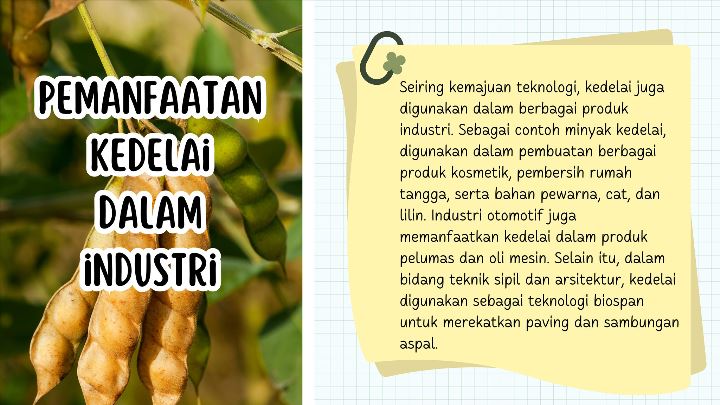 PEMANFAATAN
KEDELAI
DALAM
INDUSTRI
Seiring kemajuan teknologi, kedelai juga
digunakan dalam berbagai produk
industri. Sebagai contoh minyak kedelai,
digunakan dalam pembuatan berbagai
produk kosmetik, pembersih rumah
tangga, serta bahan pewarna, cat, dan
lilin. Industri otomotif juga
memanfaatkan kedelai dalam produk
pelumas dan oli mesin. Selain itu, dalam
bidang teknik sipil dan arsitektur, kedelai
digunakan sebagai teknologi biospan
untuk merekatkan paving dan sambungan
aspal.